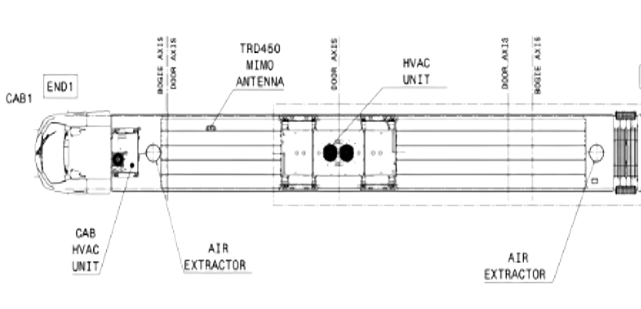 BOGIE AXIS
DOOR AXIS
TRD450
MIMO
ANTENNA
DOOR AXIS
HVAC
UNIT
DOOR AXIS
BOGIE AXIS
CAB1
END1
CAB
HVAC
UNIT
AIR
EXTRACTOR
AIR
EXTRACTOR